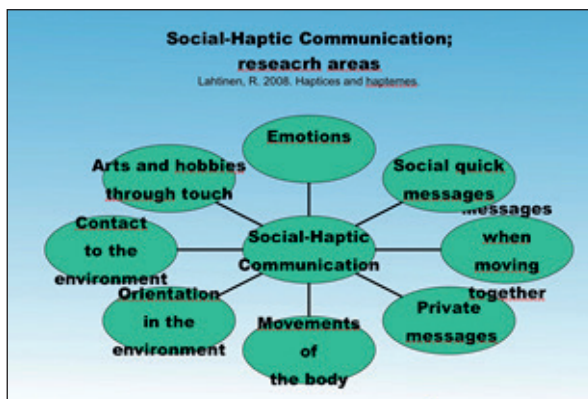 Social-Haptic Communication;
reseacrh areas
Lahtinen, R. 2008. Haptices and haptemes.
Emotions
Arts and hobbies
through touch
Social quick
messages
Contact
to the
environment
Social-Haptic
Communication
Messages
when
moving
together
Orientation
in the
environment
Movements
of
the body
Private
messages